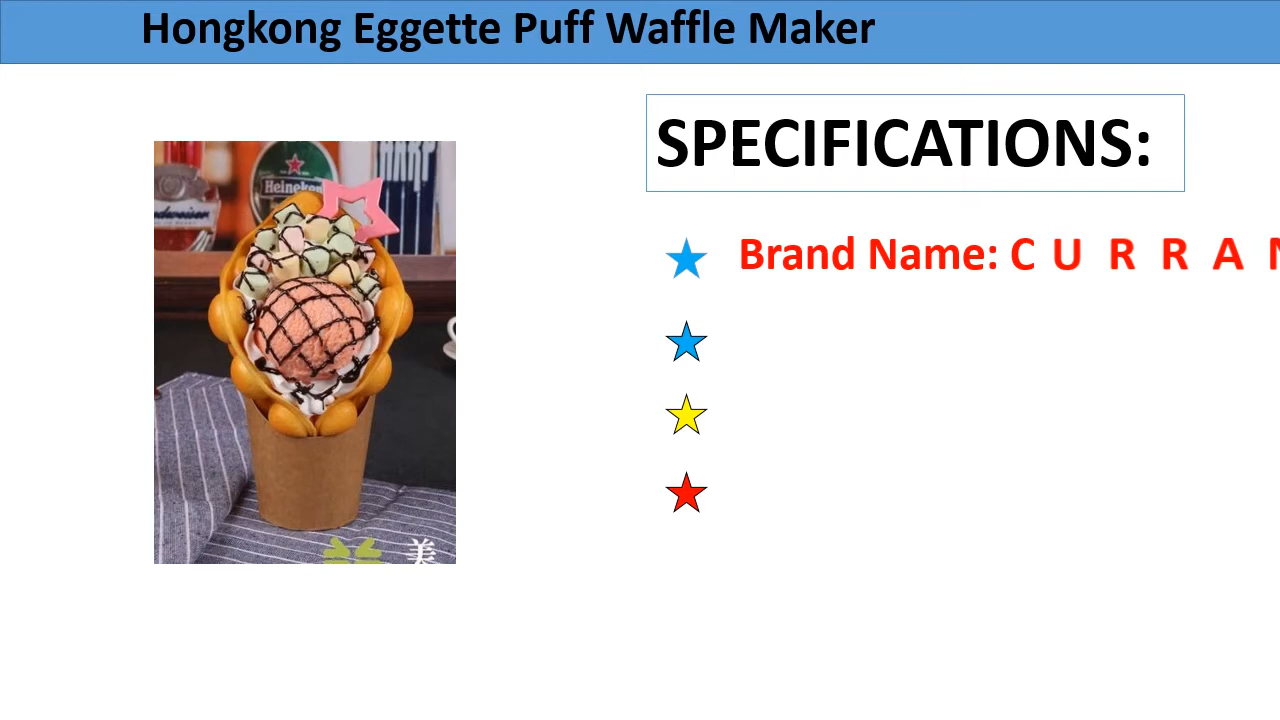 Hongkong Eggette Puff Waffle Maker
SPECIFICATIONS:
Brand Name: C U R R A
Heineken